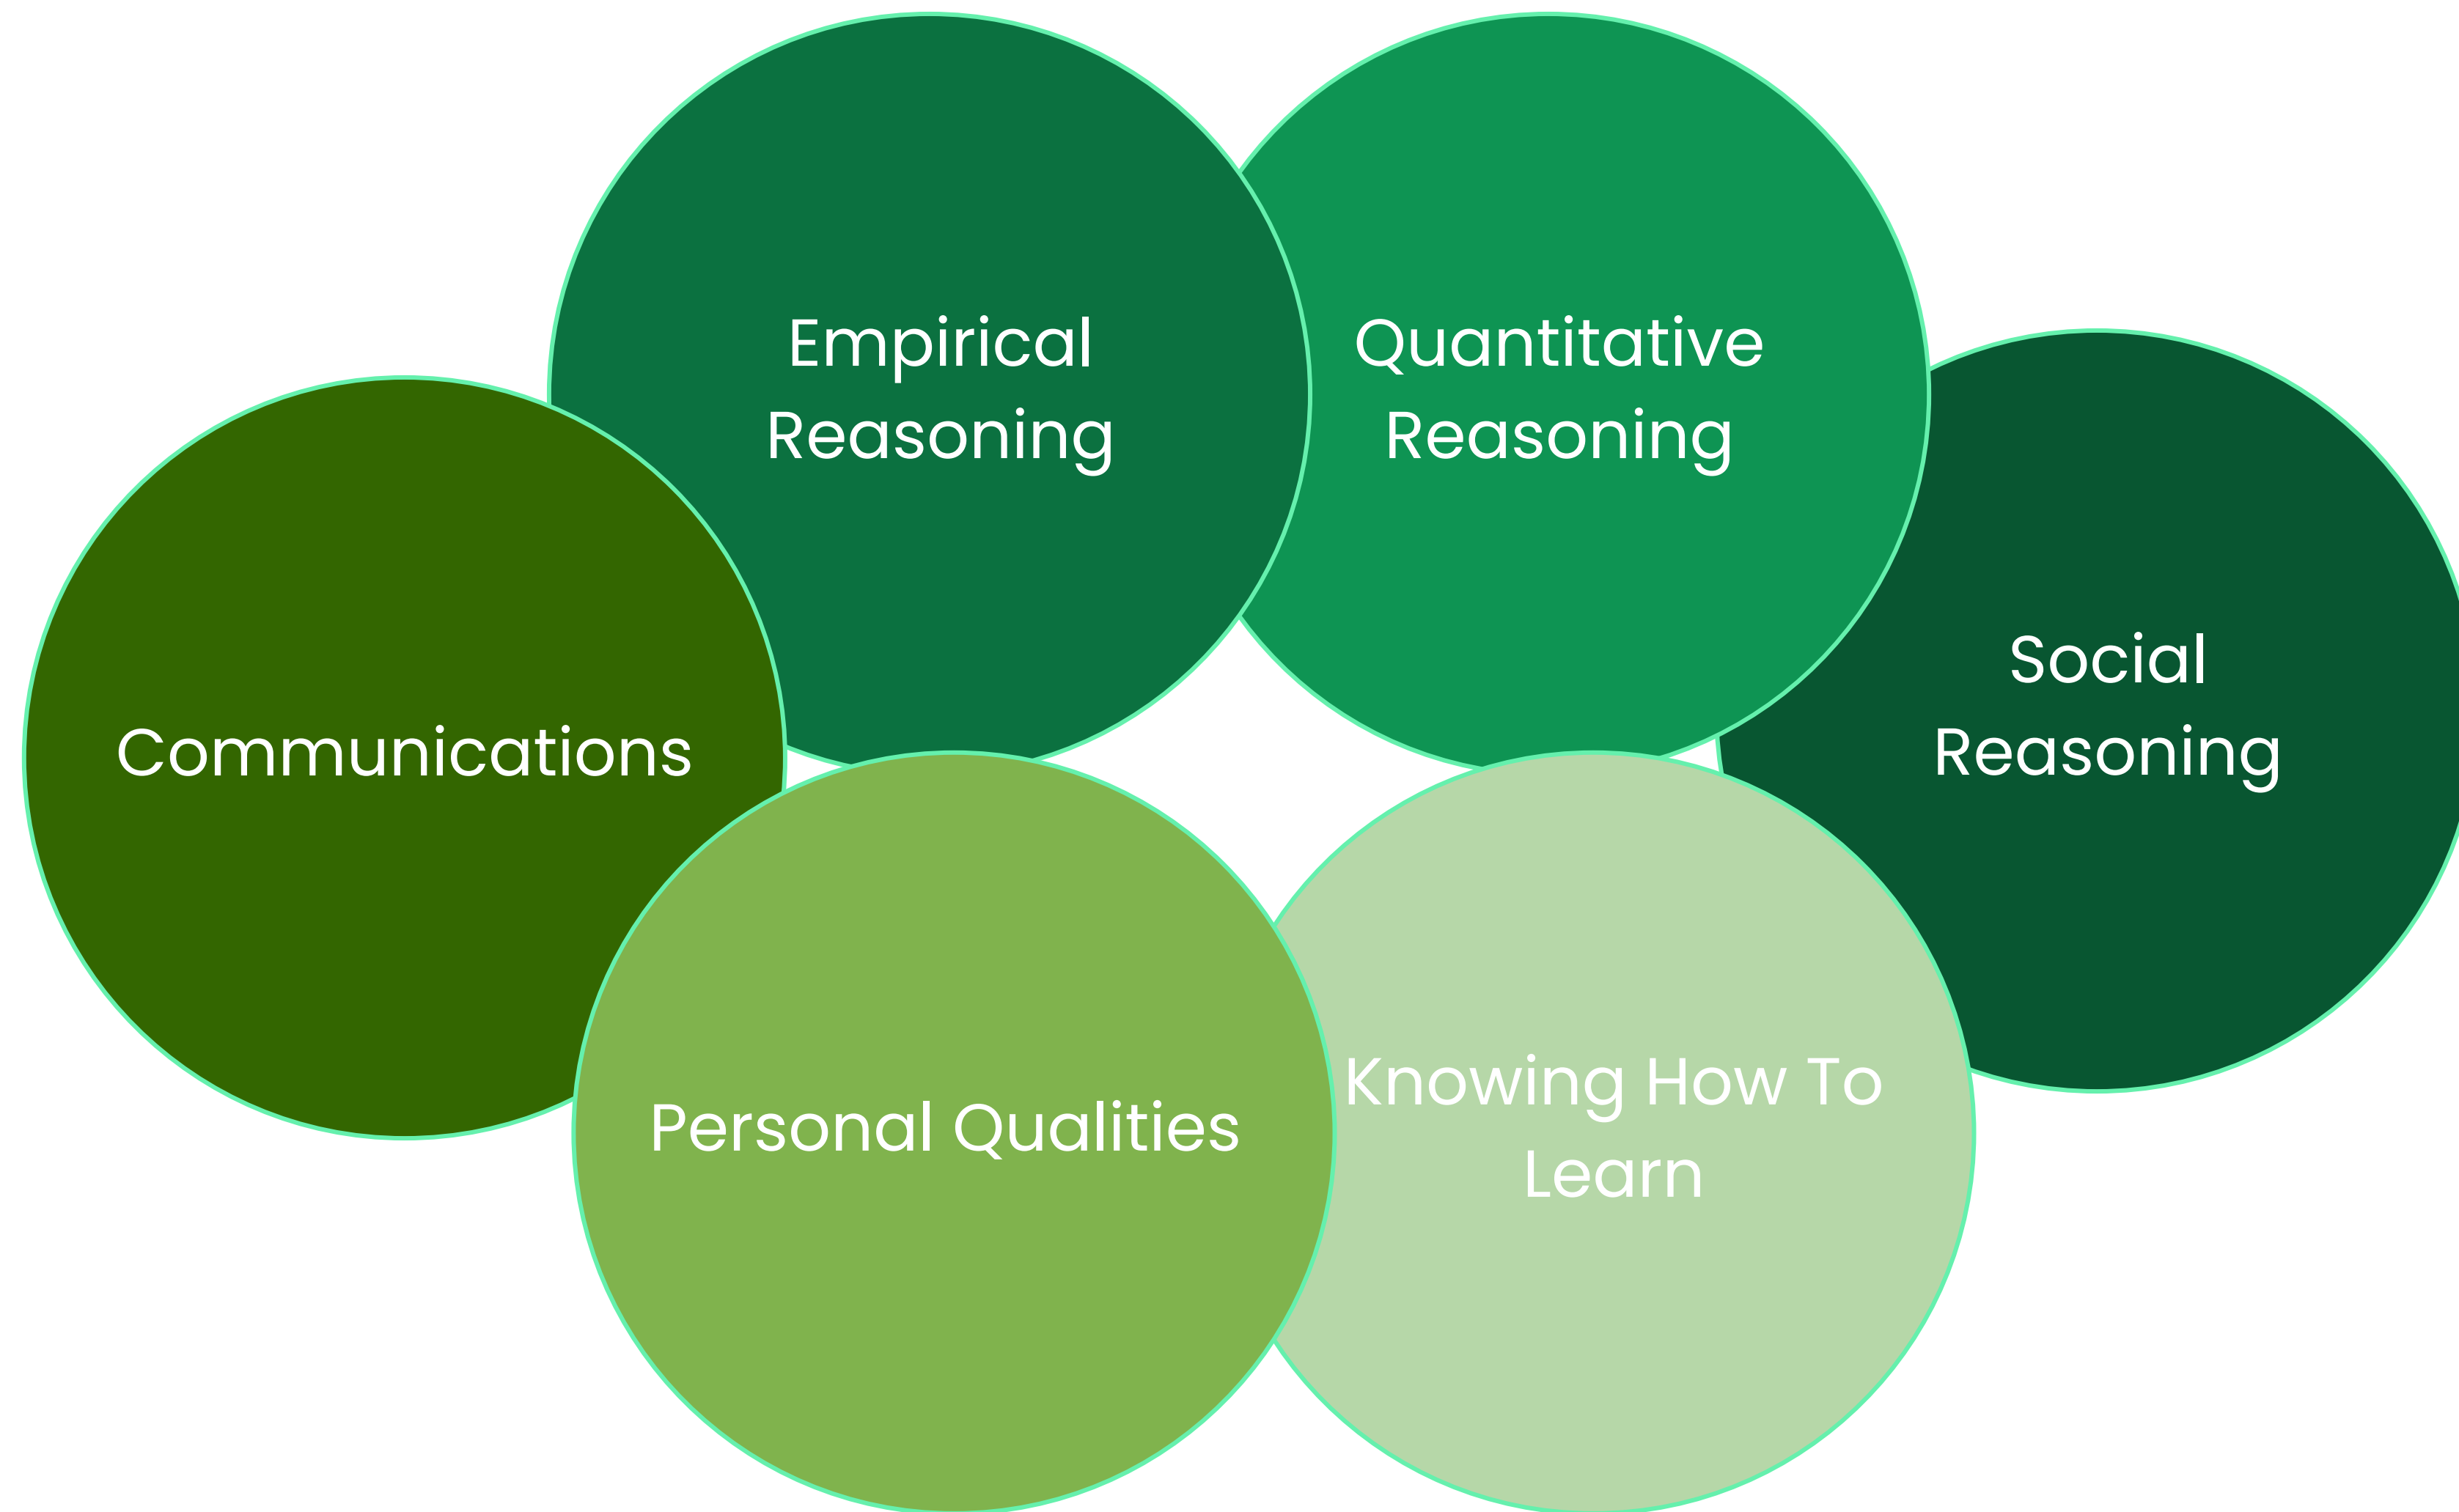 Empirical
Reasoning
Quantitative
Reasoning
Communications
Social
Reasoning
Personal Qualities
Knowing How To
Learn